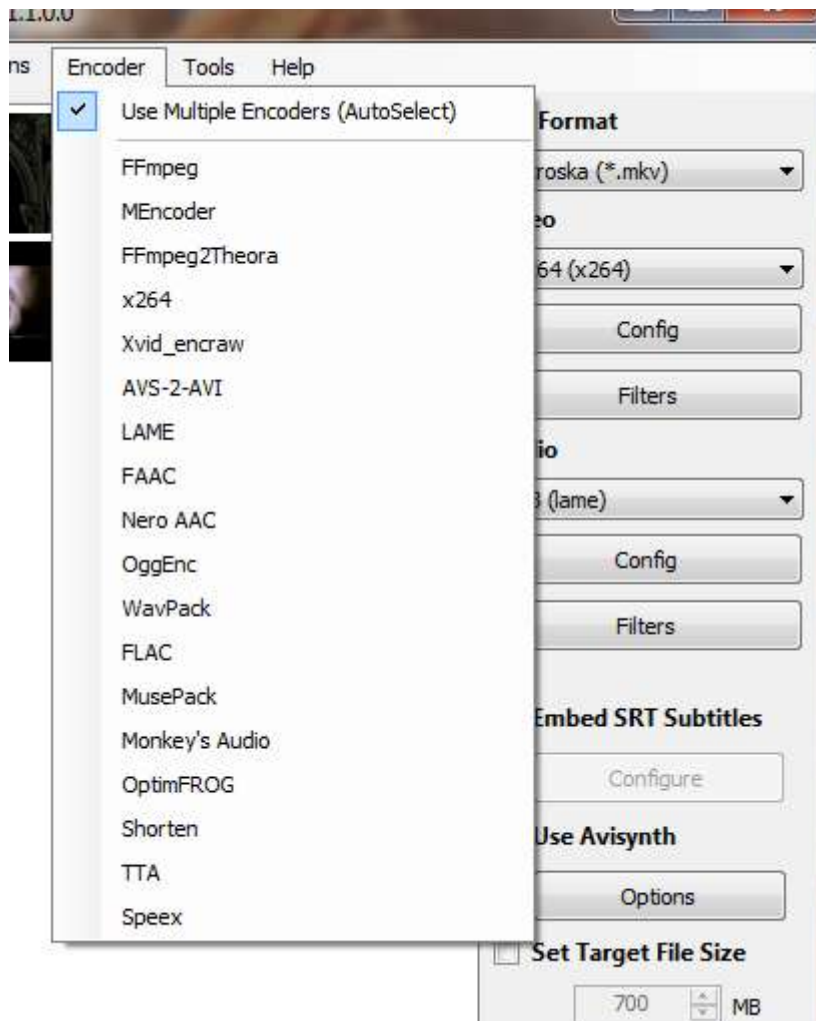 1.1.0.0
ns Encoder Tools Help
Use Multiple Encoders (AutoSelect)
FFmpeg
MEncoder
FFmpeg2Theora
x264
Xvid_encraw
AVS-2-AVI
LAME
FAAC
Nero AAC
OggEnc
WavPack
FLAC
MusePack
Monkey's Audio
OptimFROG
Shorten
TTA
Speex
Format
roska (*.mkv)
eo
64 (x264)
Config
Filters
io
3 (lame)
Config
Filters
Embed SRT Subtitles
Configure
Use Avisynth
Options
Set Target File Size
700 MB